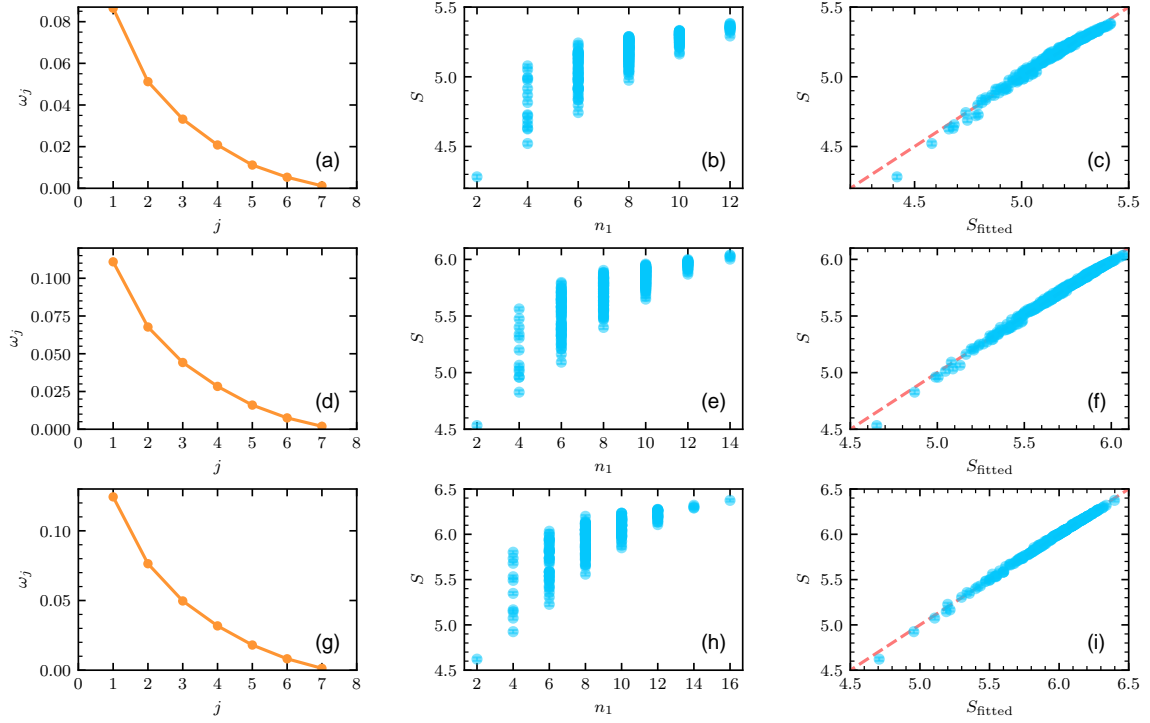 0.08
0.06
0.04
0.02
0.00
ω_j
0 1 2 3 4 5 6 7 8
j
(a)
5.5
5.0
4.5
S
2 4 6 8 10 12
n_1
(b)
5.5
5.0
4.5
S
4.5 5.0 5.5
S_fitted
(c)
0.100
0.075
0.050
0.025
0.000
ω_j
0 1 2 3 4 5 6 7 8
j
(d)
6.0
5.5
5.0
4.5
S
2 4 6 8 10 12 14
n_1
(e)
6.0
5.5
5.0
4.5
S
4.5 5.0 5.5 6.0
S_fitted
(f)
0.10
0.05
0.00
ω_j
0 1 2 3 4 5 6 7 8
j
(g)
6.5
6.0
5.5
5.0
4.5
S
2 4 6 8 10 12 14 16
n_1
(h)
6.5
6.0
5.5
5.0
4.5
S
4.5 5.0 5.5 6.0 6.5
S_fitted
(i)